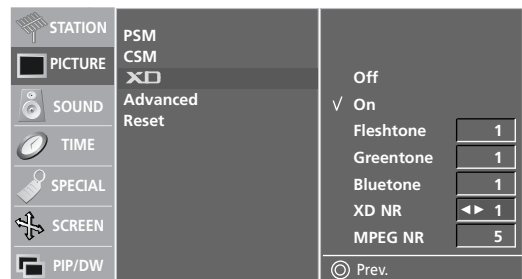 STATION
PICTURE
SOUND
TIME
SPECIAL
SCREEN
PIP/DW
PSM
CSM
XD
Advanced
Reset
Off
√ On
Fleshtone 1
Greentone 1
Bluetone 1
XD NR ◄► 1
MPEG NR 5
Prev.